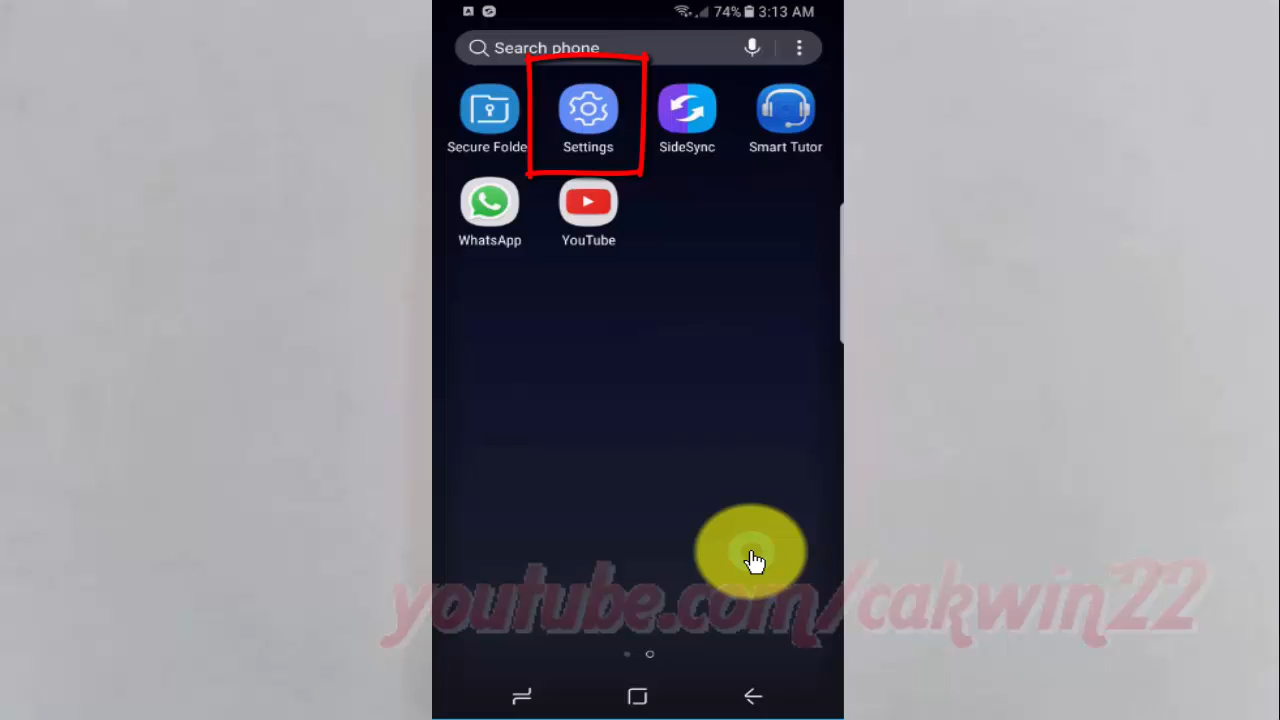 74% 3:13 AM
Search phone
Secure Folde
Settings
SideSync
Smart Tutor
WhatsApp
YouTube
youtube.com/cakwin22